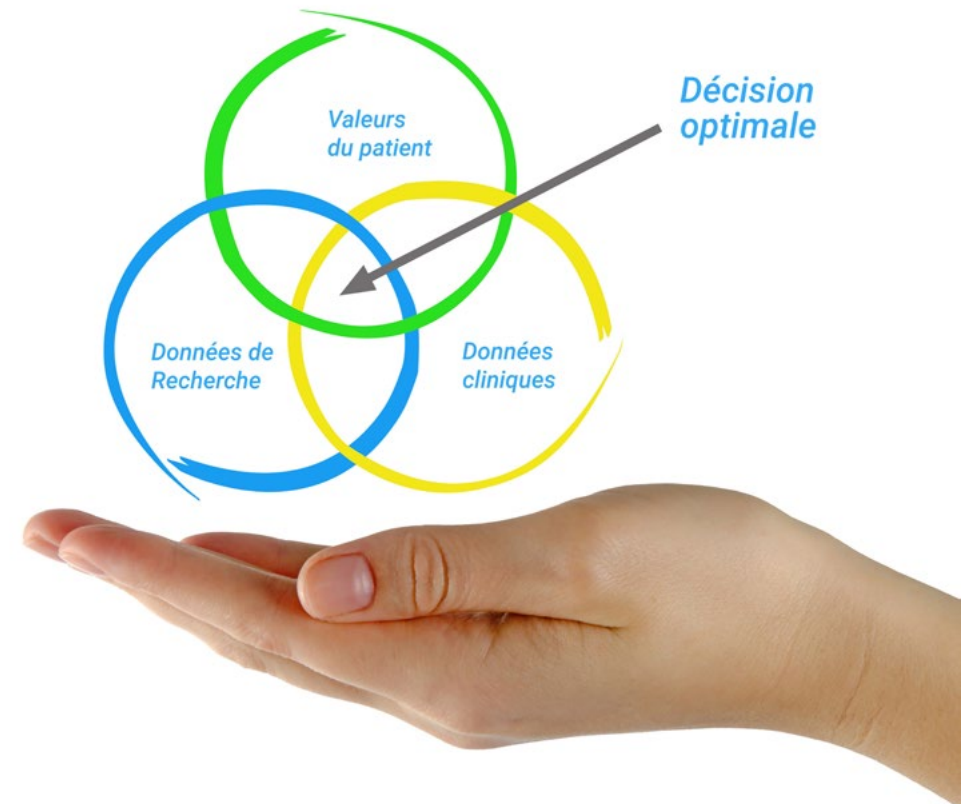 Valeurs
du patient
Décision
optimale
Données de
Recherche
Données
cliniques